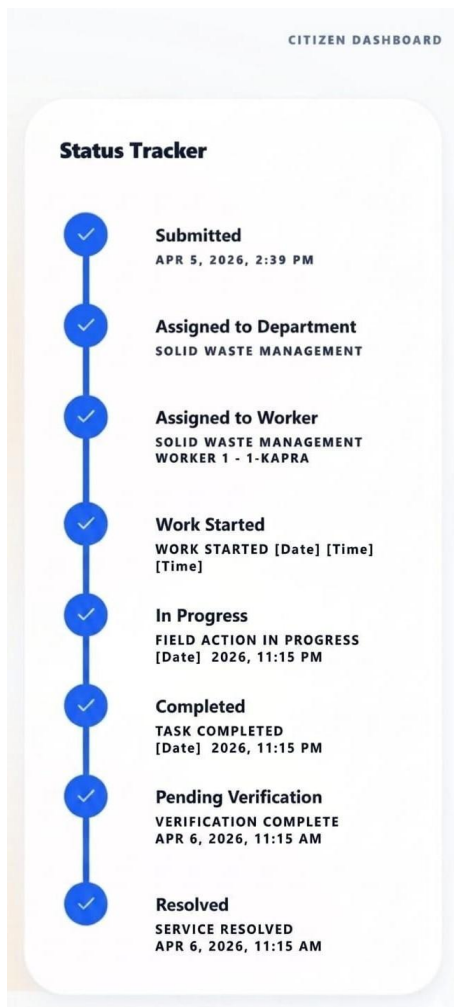 CITIZEN DASHBOARD
Status Tracker
Submitted
APR 5, 2026, 2:39 PM
Assigned to Department
SOLID WASTE MANAGEMENT
Assigned to Worker
SOLID WASTE MANAGEMENT
WORKER 1 - 1-KAPRA
Work Started
WORK STARTED [Date] [Time]
[Time]
In Progress
FIELD ACTION IN PROGRESS
[Date] 2026, 11:15 PM
Completed
TASK COMPLETED
[Date] 2026, 11:15 PM
Pending Verification
VERIFICATION COMPLETE
APR 6, 2026, 11:15 AM
Resolved
SERVICE RESOLVED
APR 6, 2026, 11:15 AM